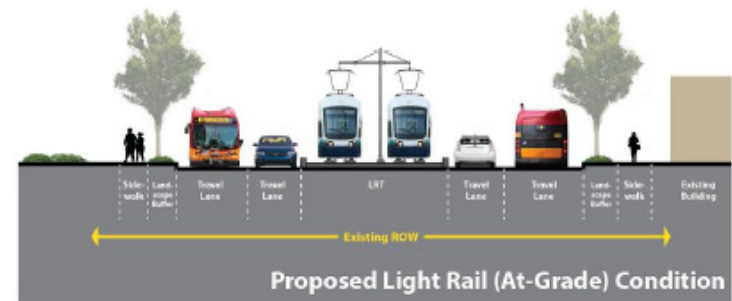 Side-
walk
Land-
scape
Buffer
Travel
Lane
Travel
Lane
LRT
Travel
Lane
Travel
Lane
Land-
scape
Buffer
Side-
walk
Existing
Building
Existing ROW
Proposed Light Rail (At-Grade) Condition